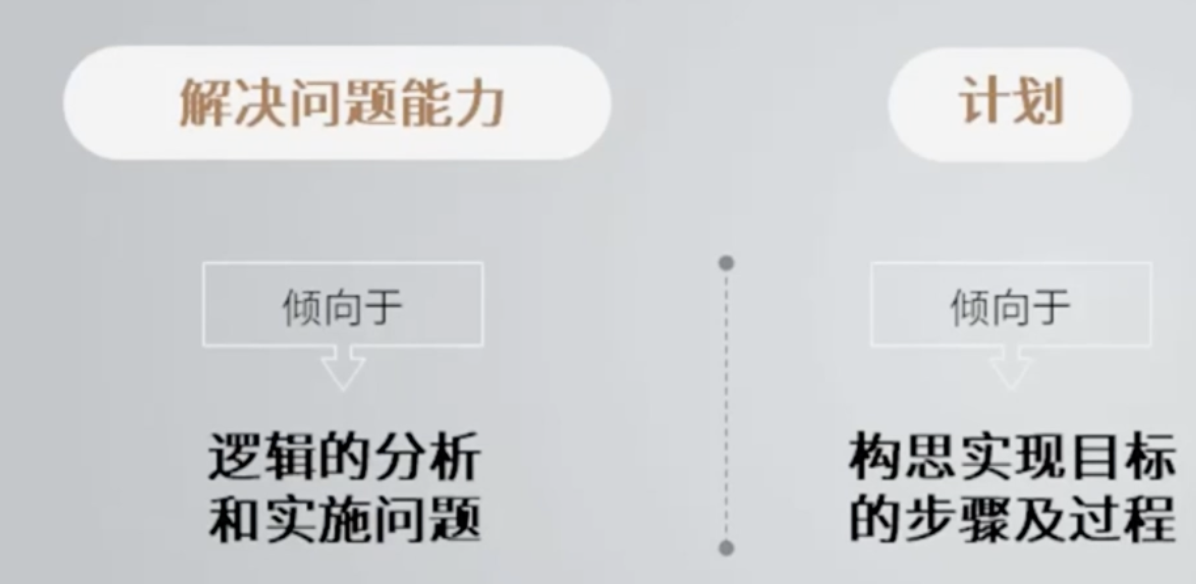 解决问题能力
计划
倾向于
倾向于
逻辑的分析
和实施问题
构思实现目标
的步骤及过程